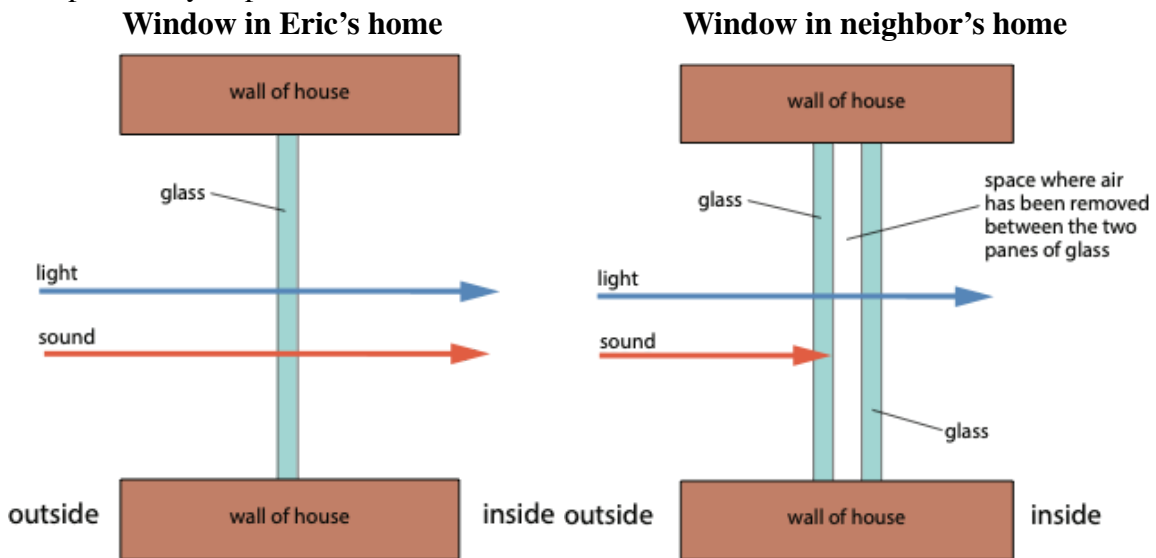 Window in Eric's home
wall of house
glass
light
sound
wall of house
outside
inside
Window in neighbor's home
wall of house
glass
space where air
has been removed
between the two
panes of glass
light
sound
glass
outside
wall of house
inside